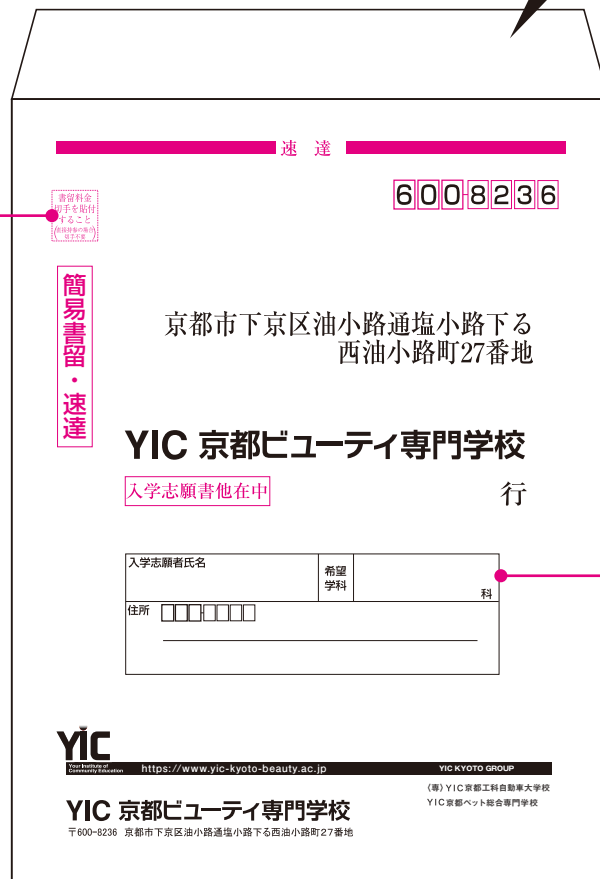 速 達
600-8236
書留料金
切手を貼付
すること
(直接持参の場合
切手不要)
簡易書留・速達
京都市下京区油小路通塩小路下る
西油小路町27番地
YIC 京都ビューティ専門学校
入学志願書他在中
行
入学志願者氏名
希望
学科
科
住所
YIC
Your Institute of
Community Education
https://www.yic-kyoto-beauty.ac.jp
YIC KYOTO GROUP
(専)YIC京都工科自動車大学校
YIC京都ペット総合専門学校
YIC 京都ビューティ専門学校
〒600-8236 京都市下京区油小路通塩小路下る西油小路町27番地